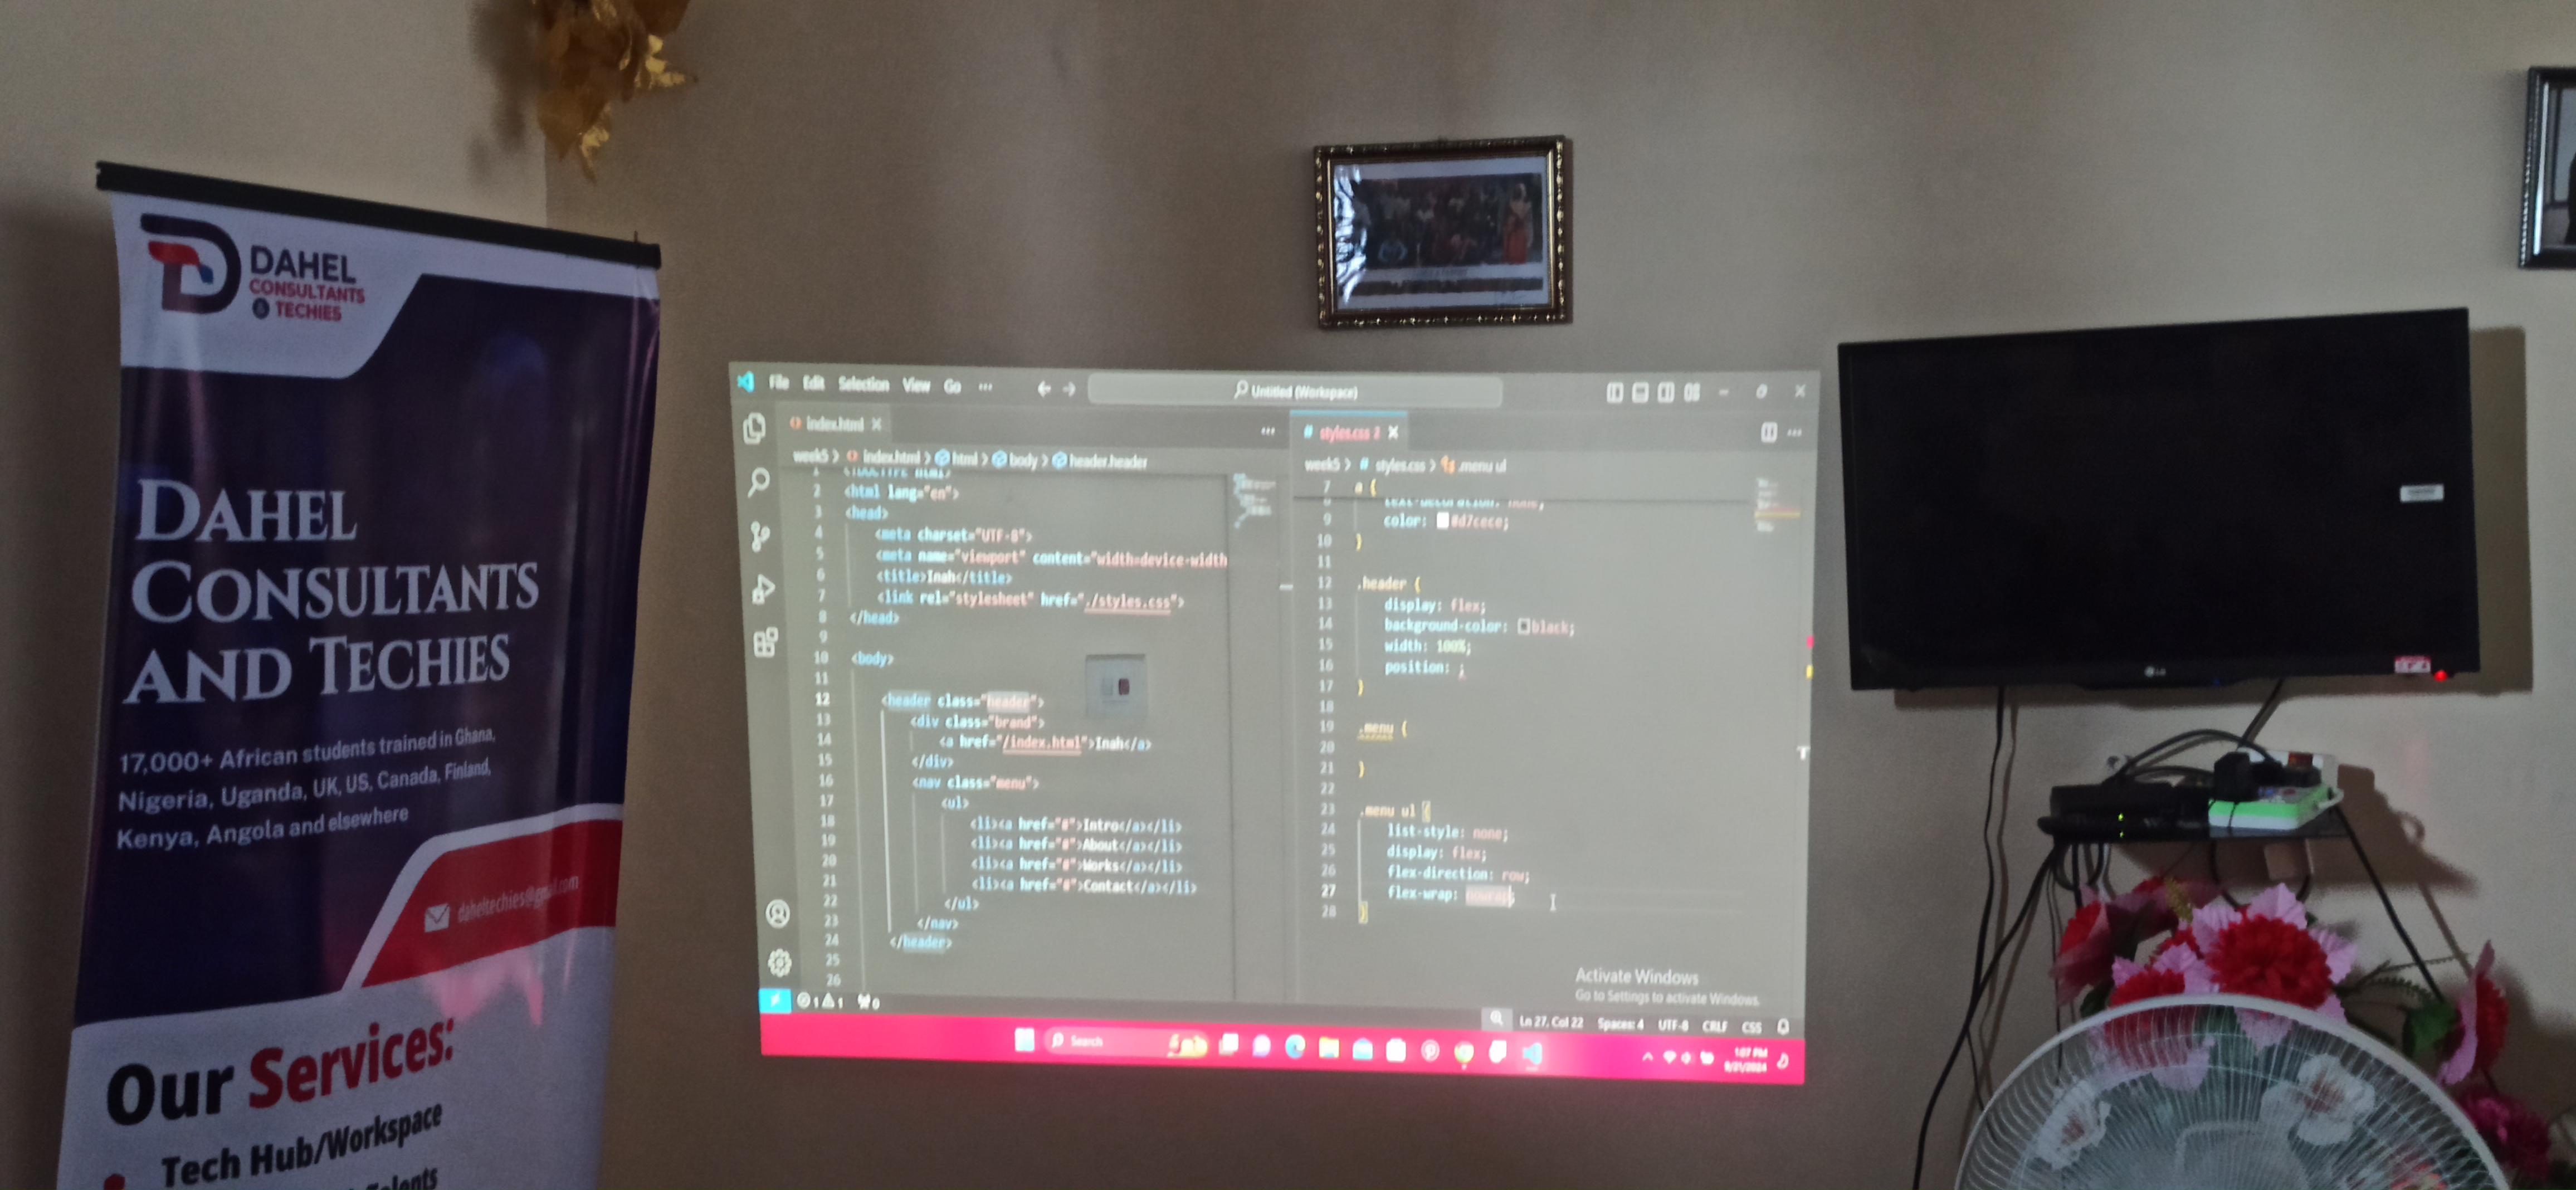 DAHEL
CONSULTANTS
& TECHIES
DAHEL
CONSULTANTS
AND TECHIES
17,000+ African students trained in Ghana,
Nigeria, Uganda, UK, US, Canada, Finland,
Kenya, Angola and elsewhere
daheltechies@gmail.com
Our Services:
Tech Hub/Workspace
Talents
File Edit Selection View Go ...
Untitled (Workspace)
index.html
week5 > index.html > html > body > header.header
1 <!DOCTYPE html>
2 <html lang="en">
3 <head>
4 <meta charset="UTF-8">
5 <meta name="viewport" content="width=device-width
6 <title>Inah</title>
7 <link rel="stylesheet" href="./styles.css">
8 </head>
9
10 <body>
11
12 <header class="header">
13 <div class="brand">
14 <a href="/index.html">Inah</a>
15 </div>
16 <nav class="menu">
17 <ul>
18 <li><a href="#">Intro</a></li>
19 <li><a href="#">About</a></li>
20 <li><a href="#">Works</a></li>
21 <li><a href="#">Contact</a></li>
22 </ul>
23 </nav>
24 </header>
25
26
# styles.css 2
week5 > # styles.css > .menu ul
7 a {
8 text-decoration: none;
9 color: #d7cece;
10 }
11
12 .header {
13 display: flex;
14 background-color: black;
15 width: 100%;
16 position: ;
17 }
18
19 .menu {
20
21 }
22
23 .menu ul {
24 list-style: none;
25 display: flex;
26 flex-direction: row;
27 flex-wrap: nowrap;
28 }
Activate Windows
Go to Settings to activate Windows.
1 1 0
Ln 27, Col 22 Spaces: 4 UTF-8 CRLF CSS
Search
1:07 PM
LG